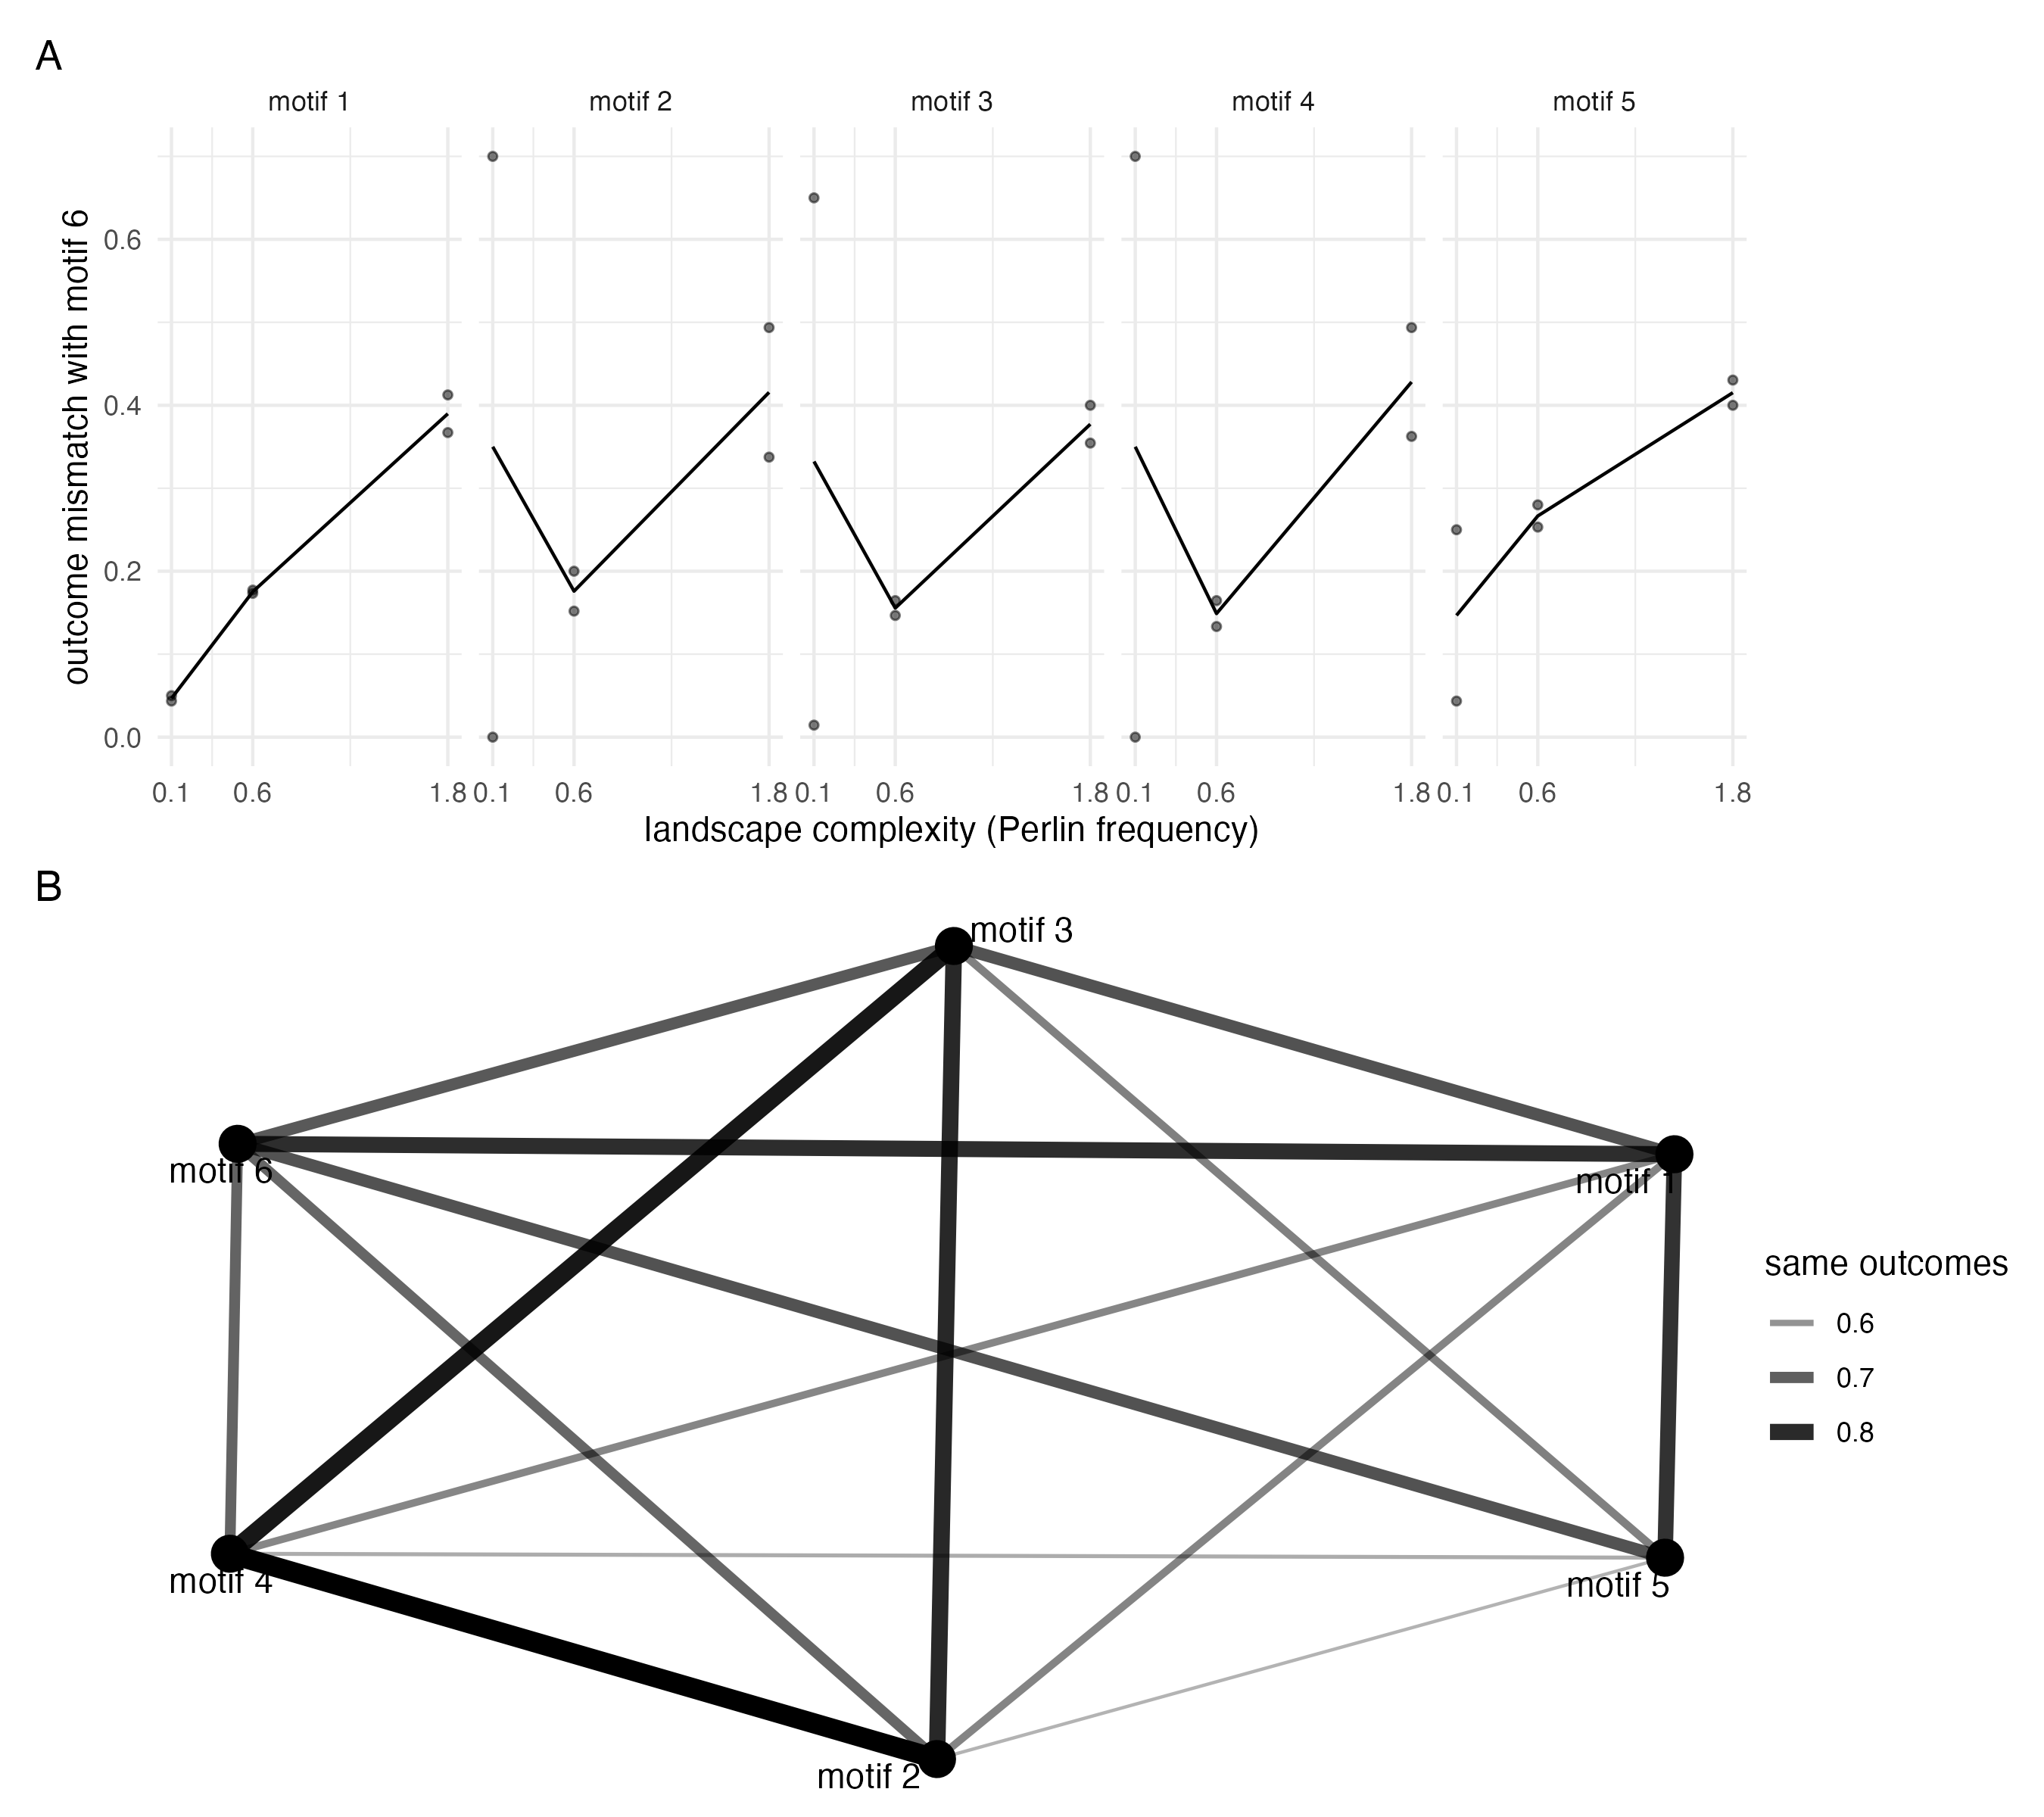 A
motif 1 motif 2 motif 3 motif 4 motif 5
outcome mismatch with motif 6
0.6
0.4
0.2
0.0
0.1 0.6 1.8 0.1 0.6 1.8 0.1 0.6 1.8 0.1 0.6 1.8 0.1 0.6 1.8
landscape complexity (Perlin frequency)
B
motif 3
motif 6
motif 1
same outcomes
0.6
0.7
0.8
motif 4
motif 5
motif 2